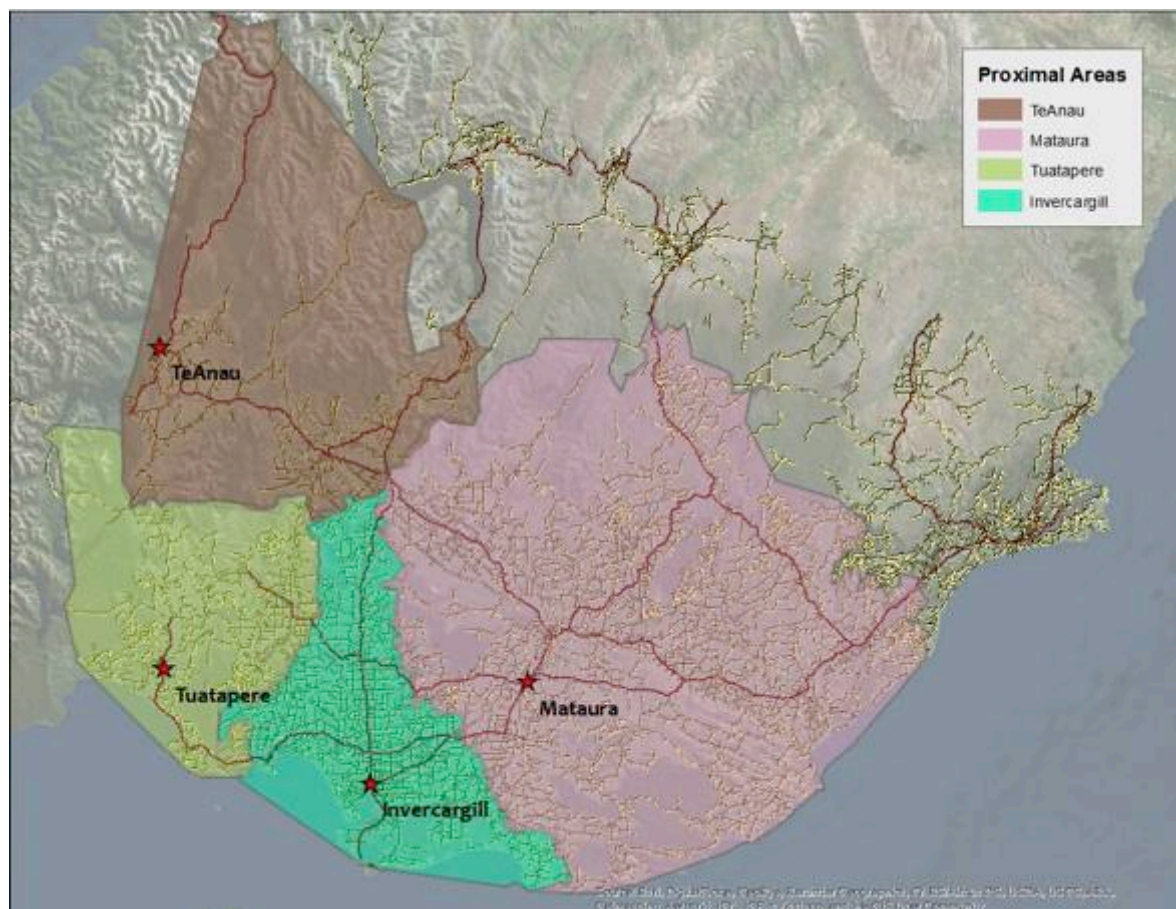 Proximal Areas
TeAnau
Mataura
Tuatapere
Invercargill
TeAnau
Tuatapere
Mataura
Invercargill